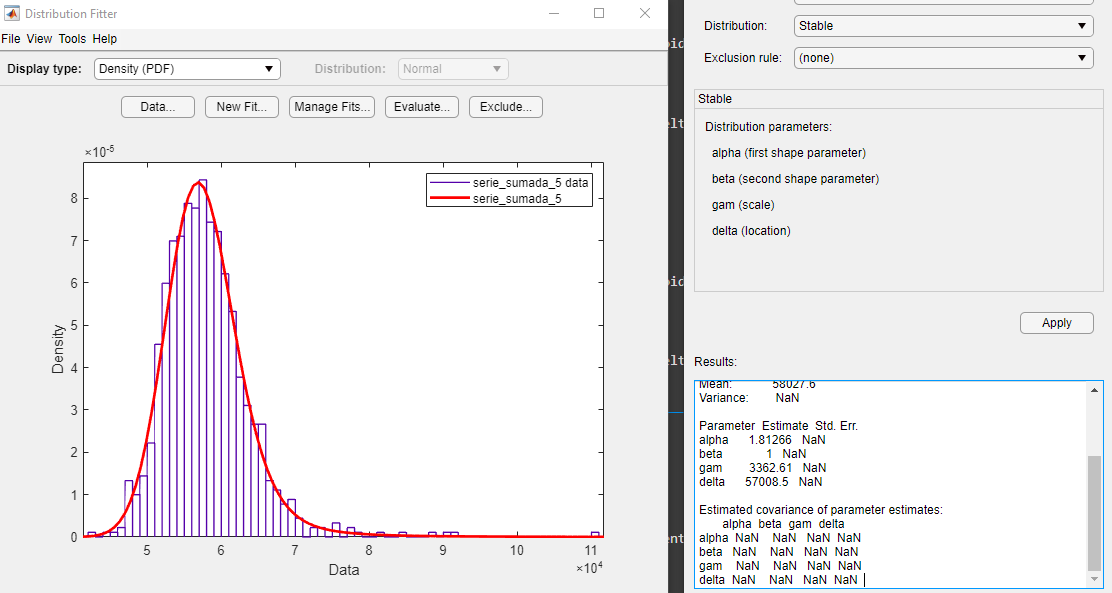 Distribution Fitter
File View Tools Help
Display type: Density (PDF) Distribution: Normal
Data... New Fit... Manage Fits... Evaluate... Exclude...
×10-5
serie_sumada_5 data
serie_sumada_5
8
7
6
5
4
3
2
1
0
Density
5 6 7 8 9 10 11
×10⁴
Data
oid
elt
oid
elt
ent
Distribution: Stable
Exclusion rule: (none)
Stable
Distribution parameters:
alpha (first shape parameter)
beta (second shape parameter)
gam (scale)
delta (location)
Apply
Results:
Mean: 58027.6
Variance: NaN
Parameter Estimate Std. Err.
alpha 1.81266 NaN
beta 1 NaN
gam 3362.61 NaN
delta 57008.5 NaN
Estimated covariance of parameter estimates:
alpha beta gam delta
alpha NaN NaN NaN NaN
beta NaN NaN NaN NaN
gam NaN NaN NaN NaN
delta NaN NaN NaN NaN